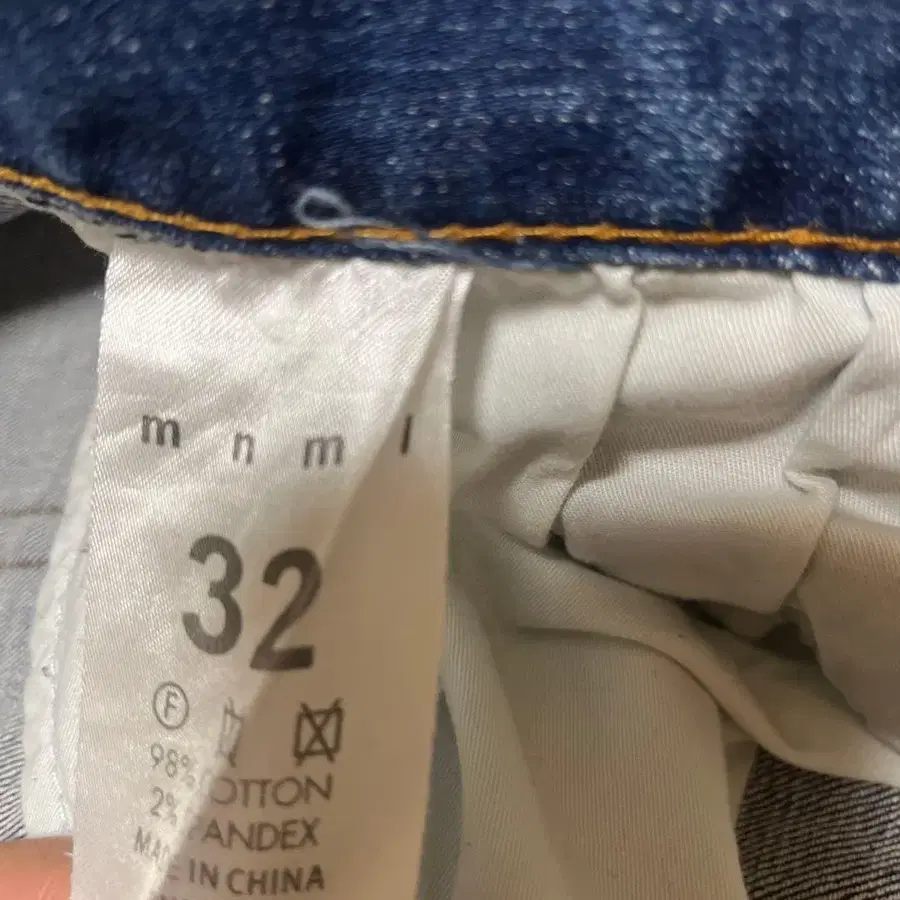 m n m l
32
F
98% COTTON
2% SPANDEX
MADE IN CHINA